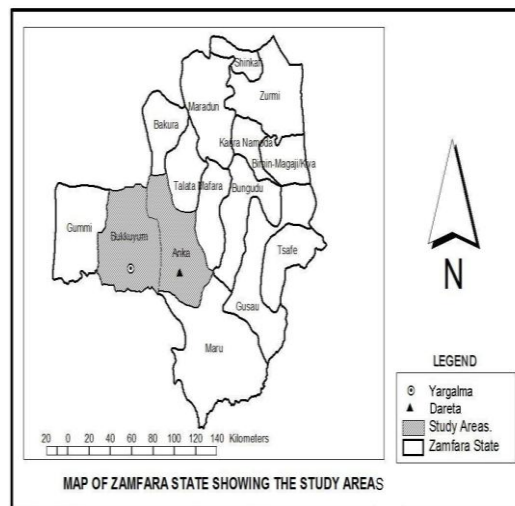 Shinkafi
Zurmi
Maradun
Bakura
Kaura Namoda
Birnin-Magaji/Kiya
Talata Mafara
Bungudu
Gummi
Bukkuyum
Anka
Tsafe
Gusau
Maru
N
LEGEND
Yargalma
Dareta
Study Areas.
Zamfara State
20 0 20 40 60 80 100 120 140 Kilometers
MAP OF ZAMFARA STATE SHOWING THE STUDY AREAS